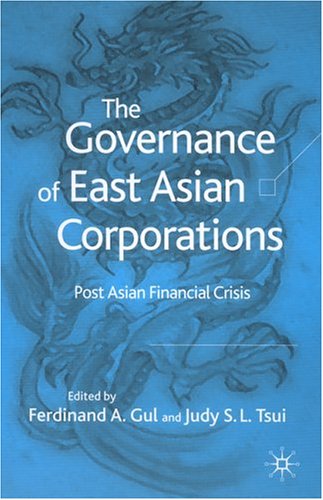 The
Governance
of East Asian
Corporations
Post Asian Financial Crisis
Edited by
Ferdinand A. Gul and Judy S. L. Tsui